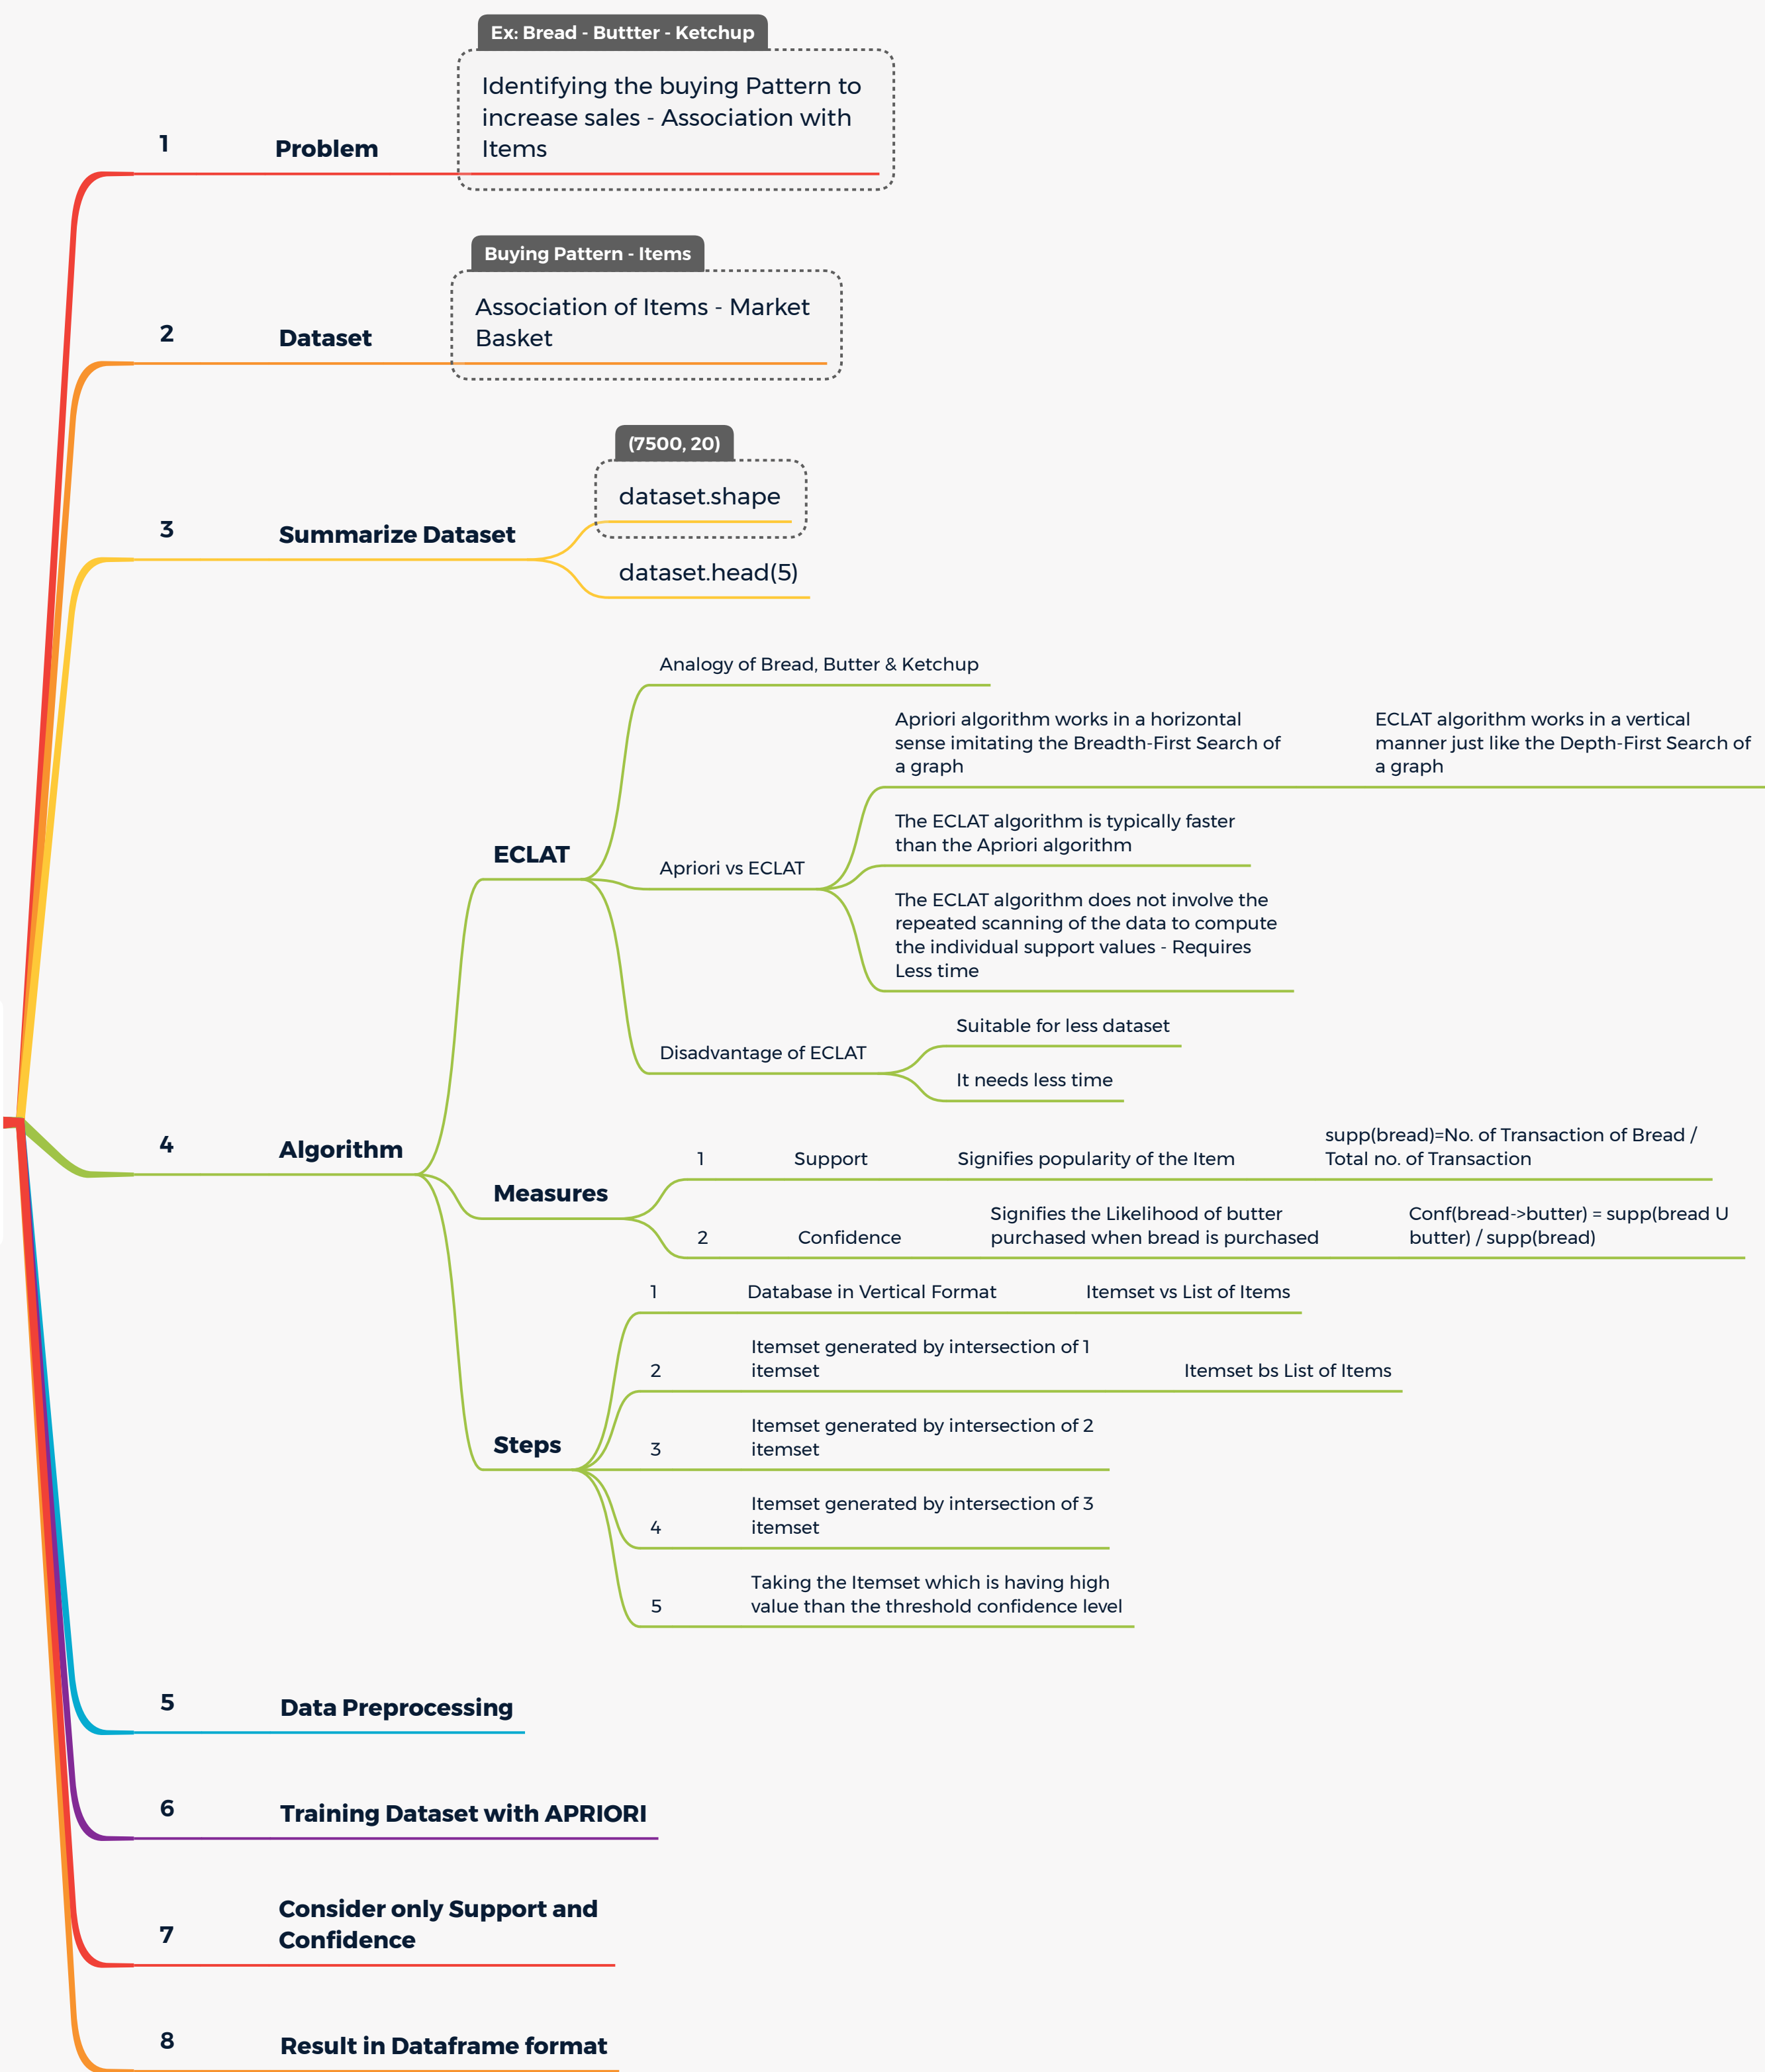 Ex: Bread - Buttter - Ketchup
Identifying the buying Pattern to
increase sales - Association with
Items
1
Problem
Buying Pattern - Items
Association of Items - Market
Basket
2
Dataset
(7500, 20)
dataset.shape
3
Summarize Dataset
dataset.head(5)
4
Algorithm
ECLAT
Analogy of Bread, Butter & Ketchup
Apriori vs ECLAT
Apriori algorithm works in a horizontal
sense imitating the Breadth-First Search of
a graph
ECLAT algorithm works in a vertical
manner just like the Depth-First Search of
a graph
The ECLAT algorithm is typically faster
than the Apriori algorithm
The ECLAT algorithm does not involve the
repeated scanning of the data to compute
the individual support values - Requires
Less time
Disadvantage of ECLAT
Suitable for less dataset
It needs less time
Measures
1
Support
Signifies popularity of the Item
supp(bread)=No. of Transaction of Bread /
Total no. of Transaction
2
Confidence
Signifies the Likelihood of butter
purchased when bread is purchased
Conf(bread->butter) = supp(bread U
butter) / supp(bread)
Steps
1
Database in Vertical Format
Itemset vs List of Items
2
Itemset generated by intersection of 1
itemset
Itemset bs List of Items
3
Itemset generated by intersection of 2
itemset
4
Itemset generated by intersection of 3
itemset
5
Taking the Itemset which is having high
value than the threshold confidence level
5
Data Preprocessing
6
Training Dataset with APRIORI
7
Consider only Support and
Confidence
8
Result in Dataframe format